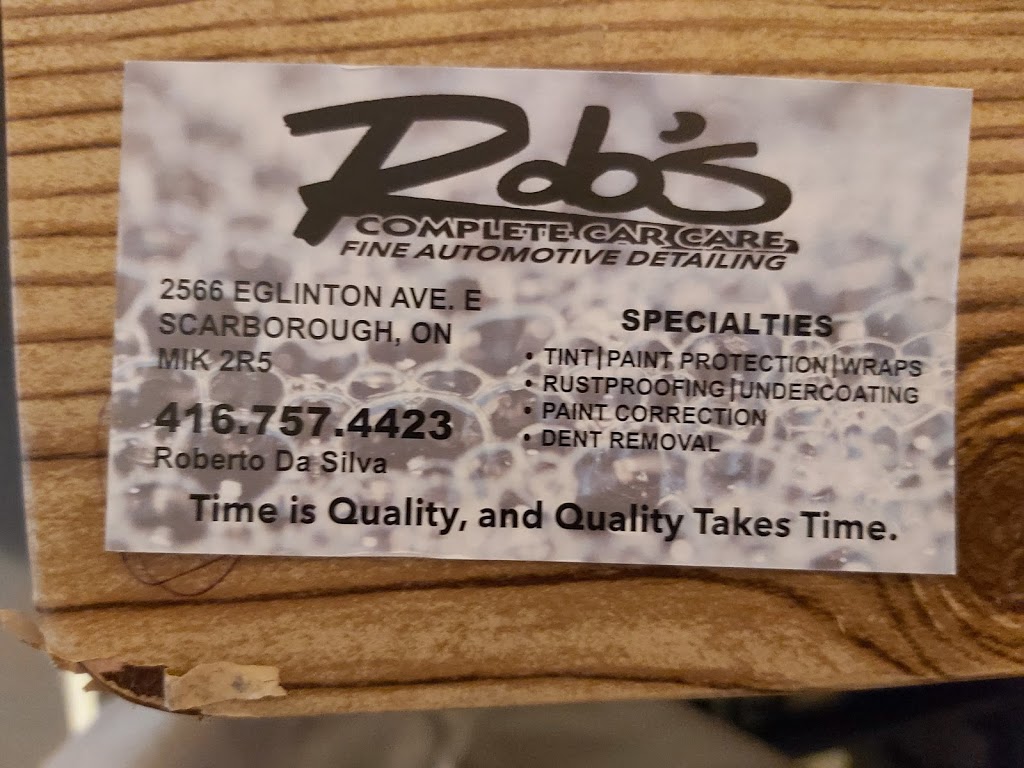 Rob's
COMPLETE CAR CARE
FINE AUTOMOTIVE DETAILING
2566 EGLINTON AVE. E
SCARBOROUGH, ON
MIK 2R5
416.757.4423
Roberto Da Silva
SPECIALTIES
• TINT|PAINT PROTECTION|WRAPS
• RUSTPROOFING|UNDERCOATING
• PAINT CORRECTION
• DENT REMOVAL
Time is Quality, and Quality Takes Time.